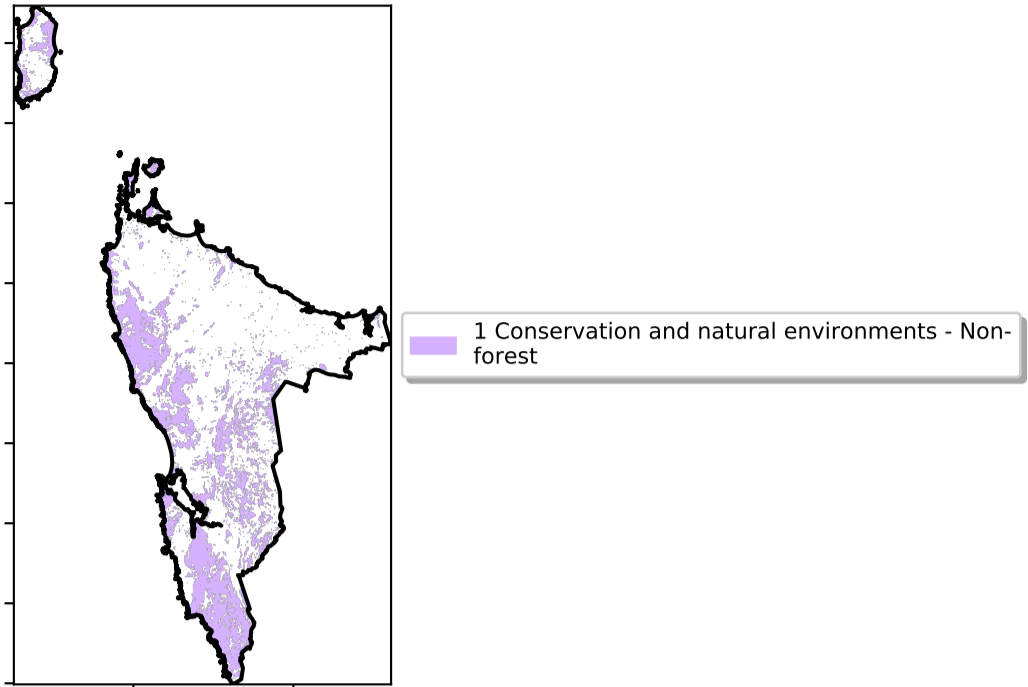 1 Conservation and natural environments - Non-
forest